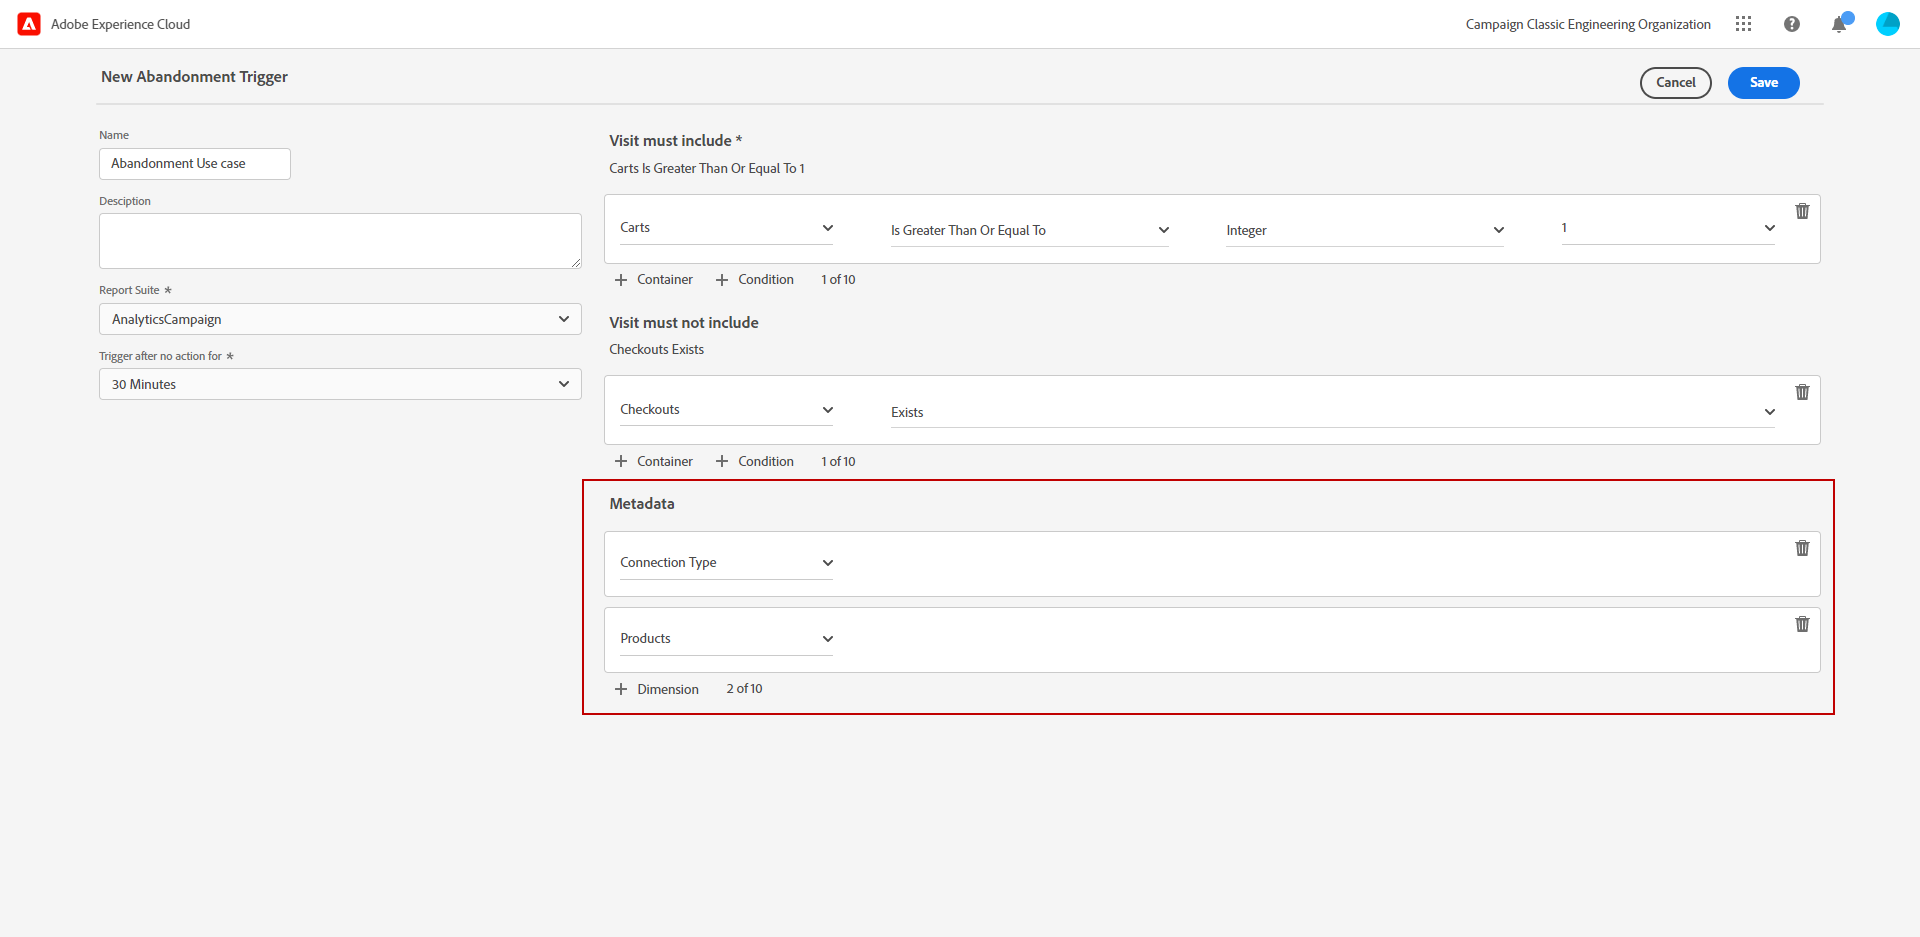 Adobe Experience Cloud
Campaign Classic Engineering Organization
New Abandonment Trigger
Cancel
Save
Name
Abandonment Use case
Desciption
Report Suite *
AnalyticsCampaign
Trigger after no action for *
30 Minutes
Visit must include *
Carts Is Greater Than Or Equal To 1
Carts
Is Greater Than Or Equal To
Integer
1
+ Container + Condition 1 of 10
Visit must not include
Checkouts Exists
Checkouts
Exists
+ Container + Condition 1 of 10
Metadata
Connection Type
Products
+ Dimension 2 of 10